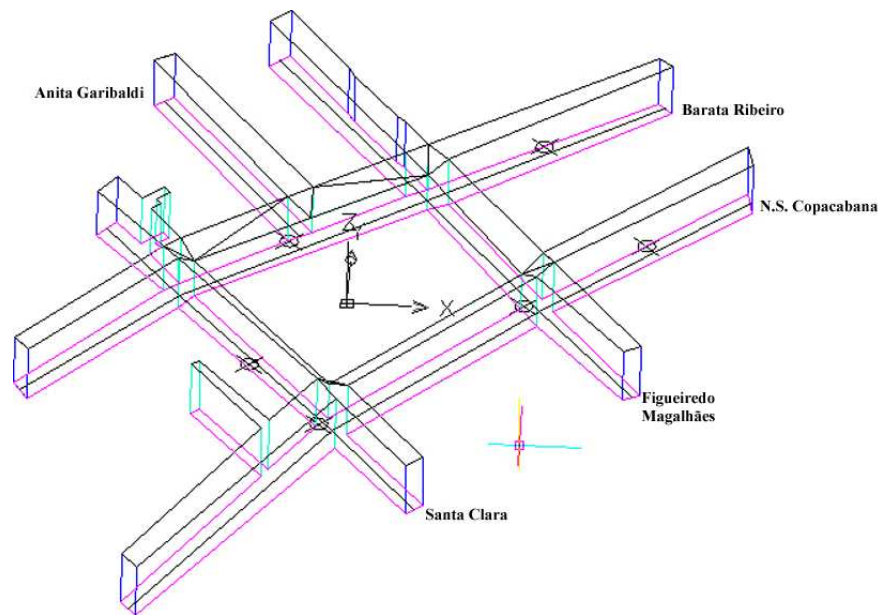 Anita Garibaldi
Barata Ribeiro
N.S. Copacabana
Z
X
Figueiredo
Magalhães
Santa Clara